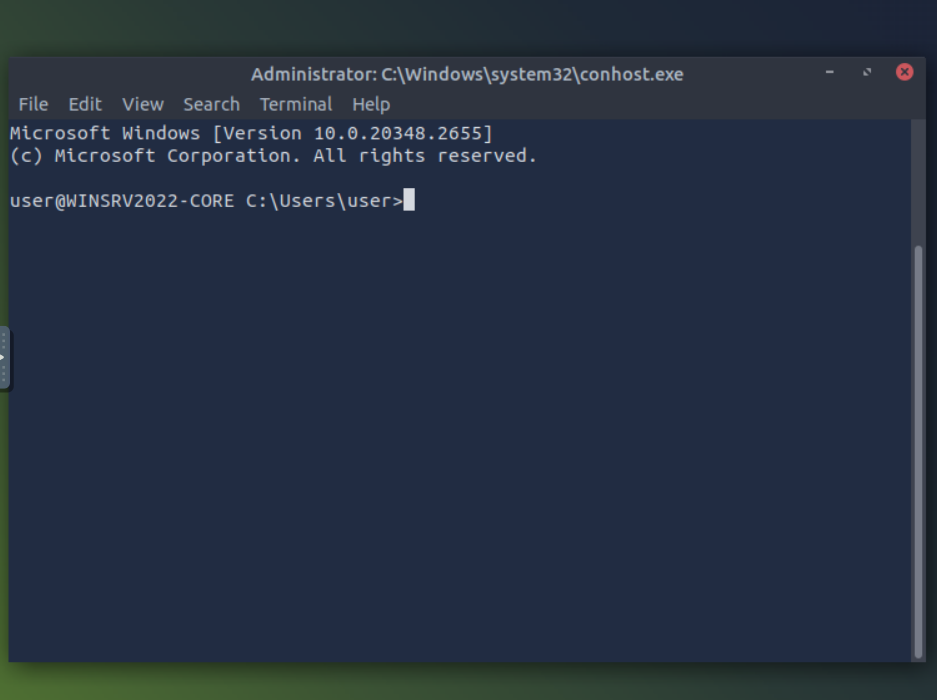 Administrator: C:\Windows\system32\conhost.exe
File Edit View Search Terminal Help
Microsoft Windows [Version 10.0.20348.2655]
(c) Microsoft Corporation. All rights reserved.
user@WINSRV2022-CORE C:\Users\user>